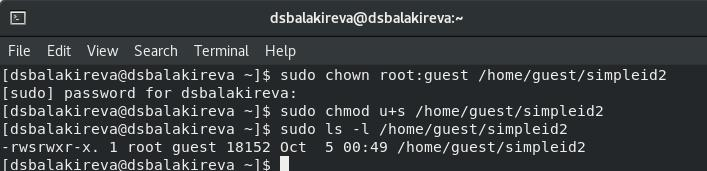 dsbalakireva@dsbalakireva:~
File Edit View Search Terminal Help
[dsbalakireva@dsbalakireva ~]$ sudo chown root:guest /home/guest/simpleid2
[sudo] password for dsbalakireva:
[dsbalakireva@dsbalakireva ~]$ sudo chmod u+s /home/guest/simpleid2
[dsbalakireva@dsbalakireva ~]$ sudo ls -l /home/guest/simpleid2
-rwsrwxr-x. 1 root guest 18152 Oct  5 00:49 /home/guest/simpleid2
[dsbalakireva@dsbalakireva ~]$